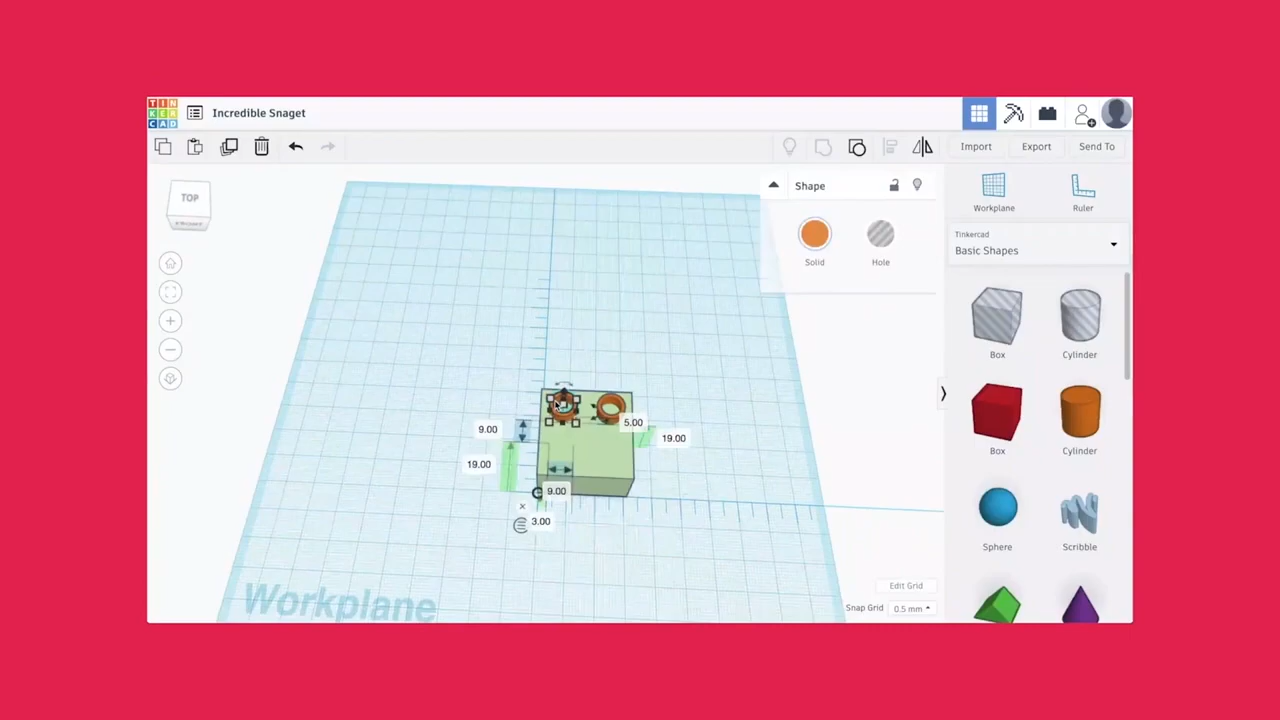 TIN
KER
CAD
Incredible Snaget
Import
Export
Send To
TOP
FRONT
Shape
Solid
Hole
Workplane
Ruler
Tinkercad
Basic Shapes
Box
Cylinder
Box
Cylinder
Sphere
Scribble
9.00
5.00
19.00
19.00
9.00
3.00
Workplane
Edit Grid
Snap Grid
0.5 mm